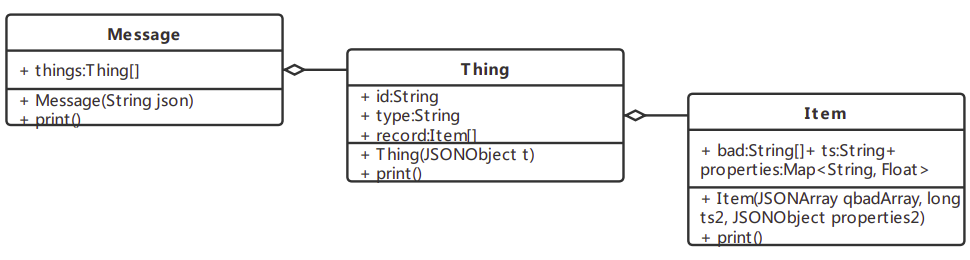 Message
+ things:Thing[]
+ Message(String json)
+ print()
Thing
+ id:String
+ type:String
+ record:Item[]
+ Thing(JSONObject t)
+ print()
Item
+ bad:String[]+ ts:String+
properties:Map<String, Float>
+ Item(JSONArray qbadArray, long
ts2, JSONObject properties2)
+ print()